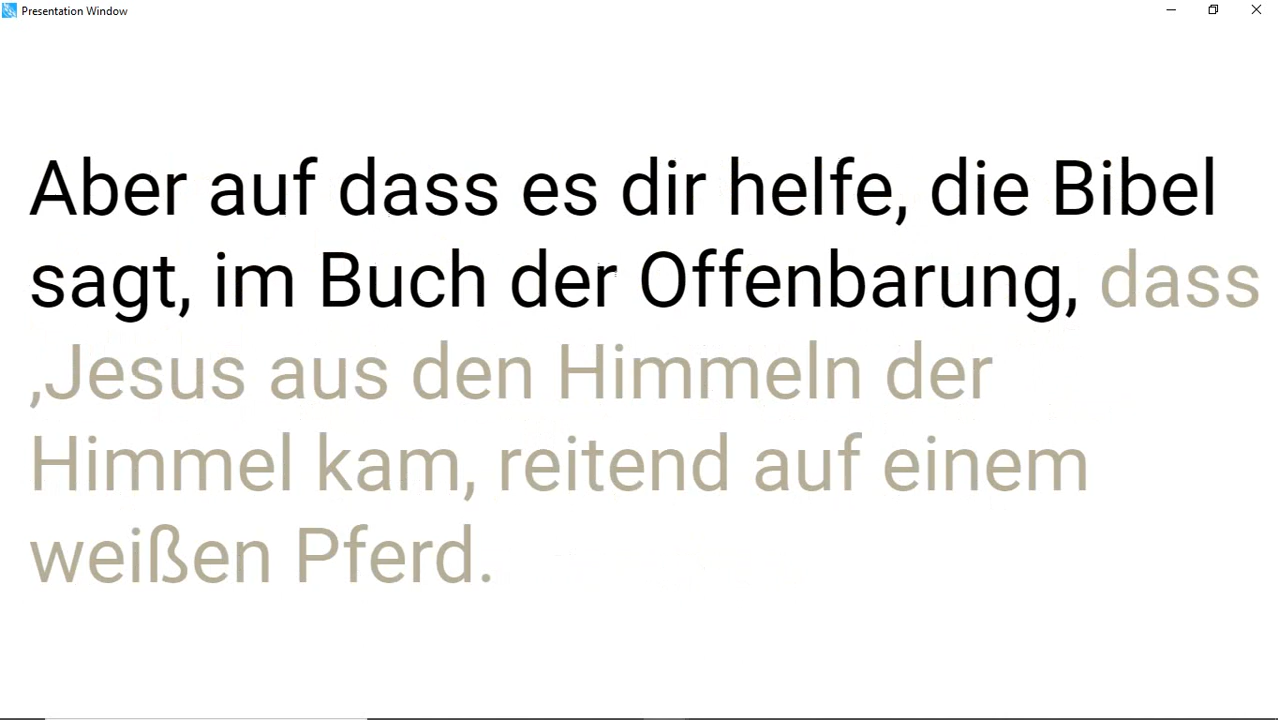 Presentation Window
Aber auf dass es dir helfe, die Bibel
sagt, im Buch der Offenbarung, dass
,Jesus aus den Himmeln der
Himmel kam, reitend auf einem
weißen Pferd.